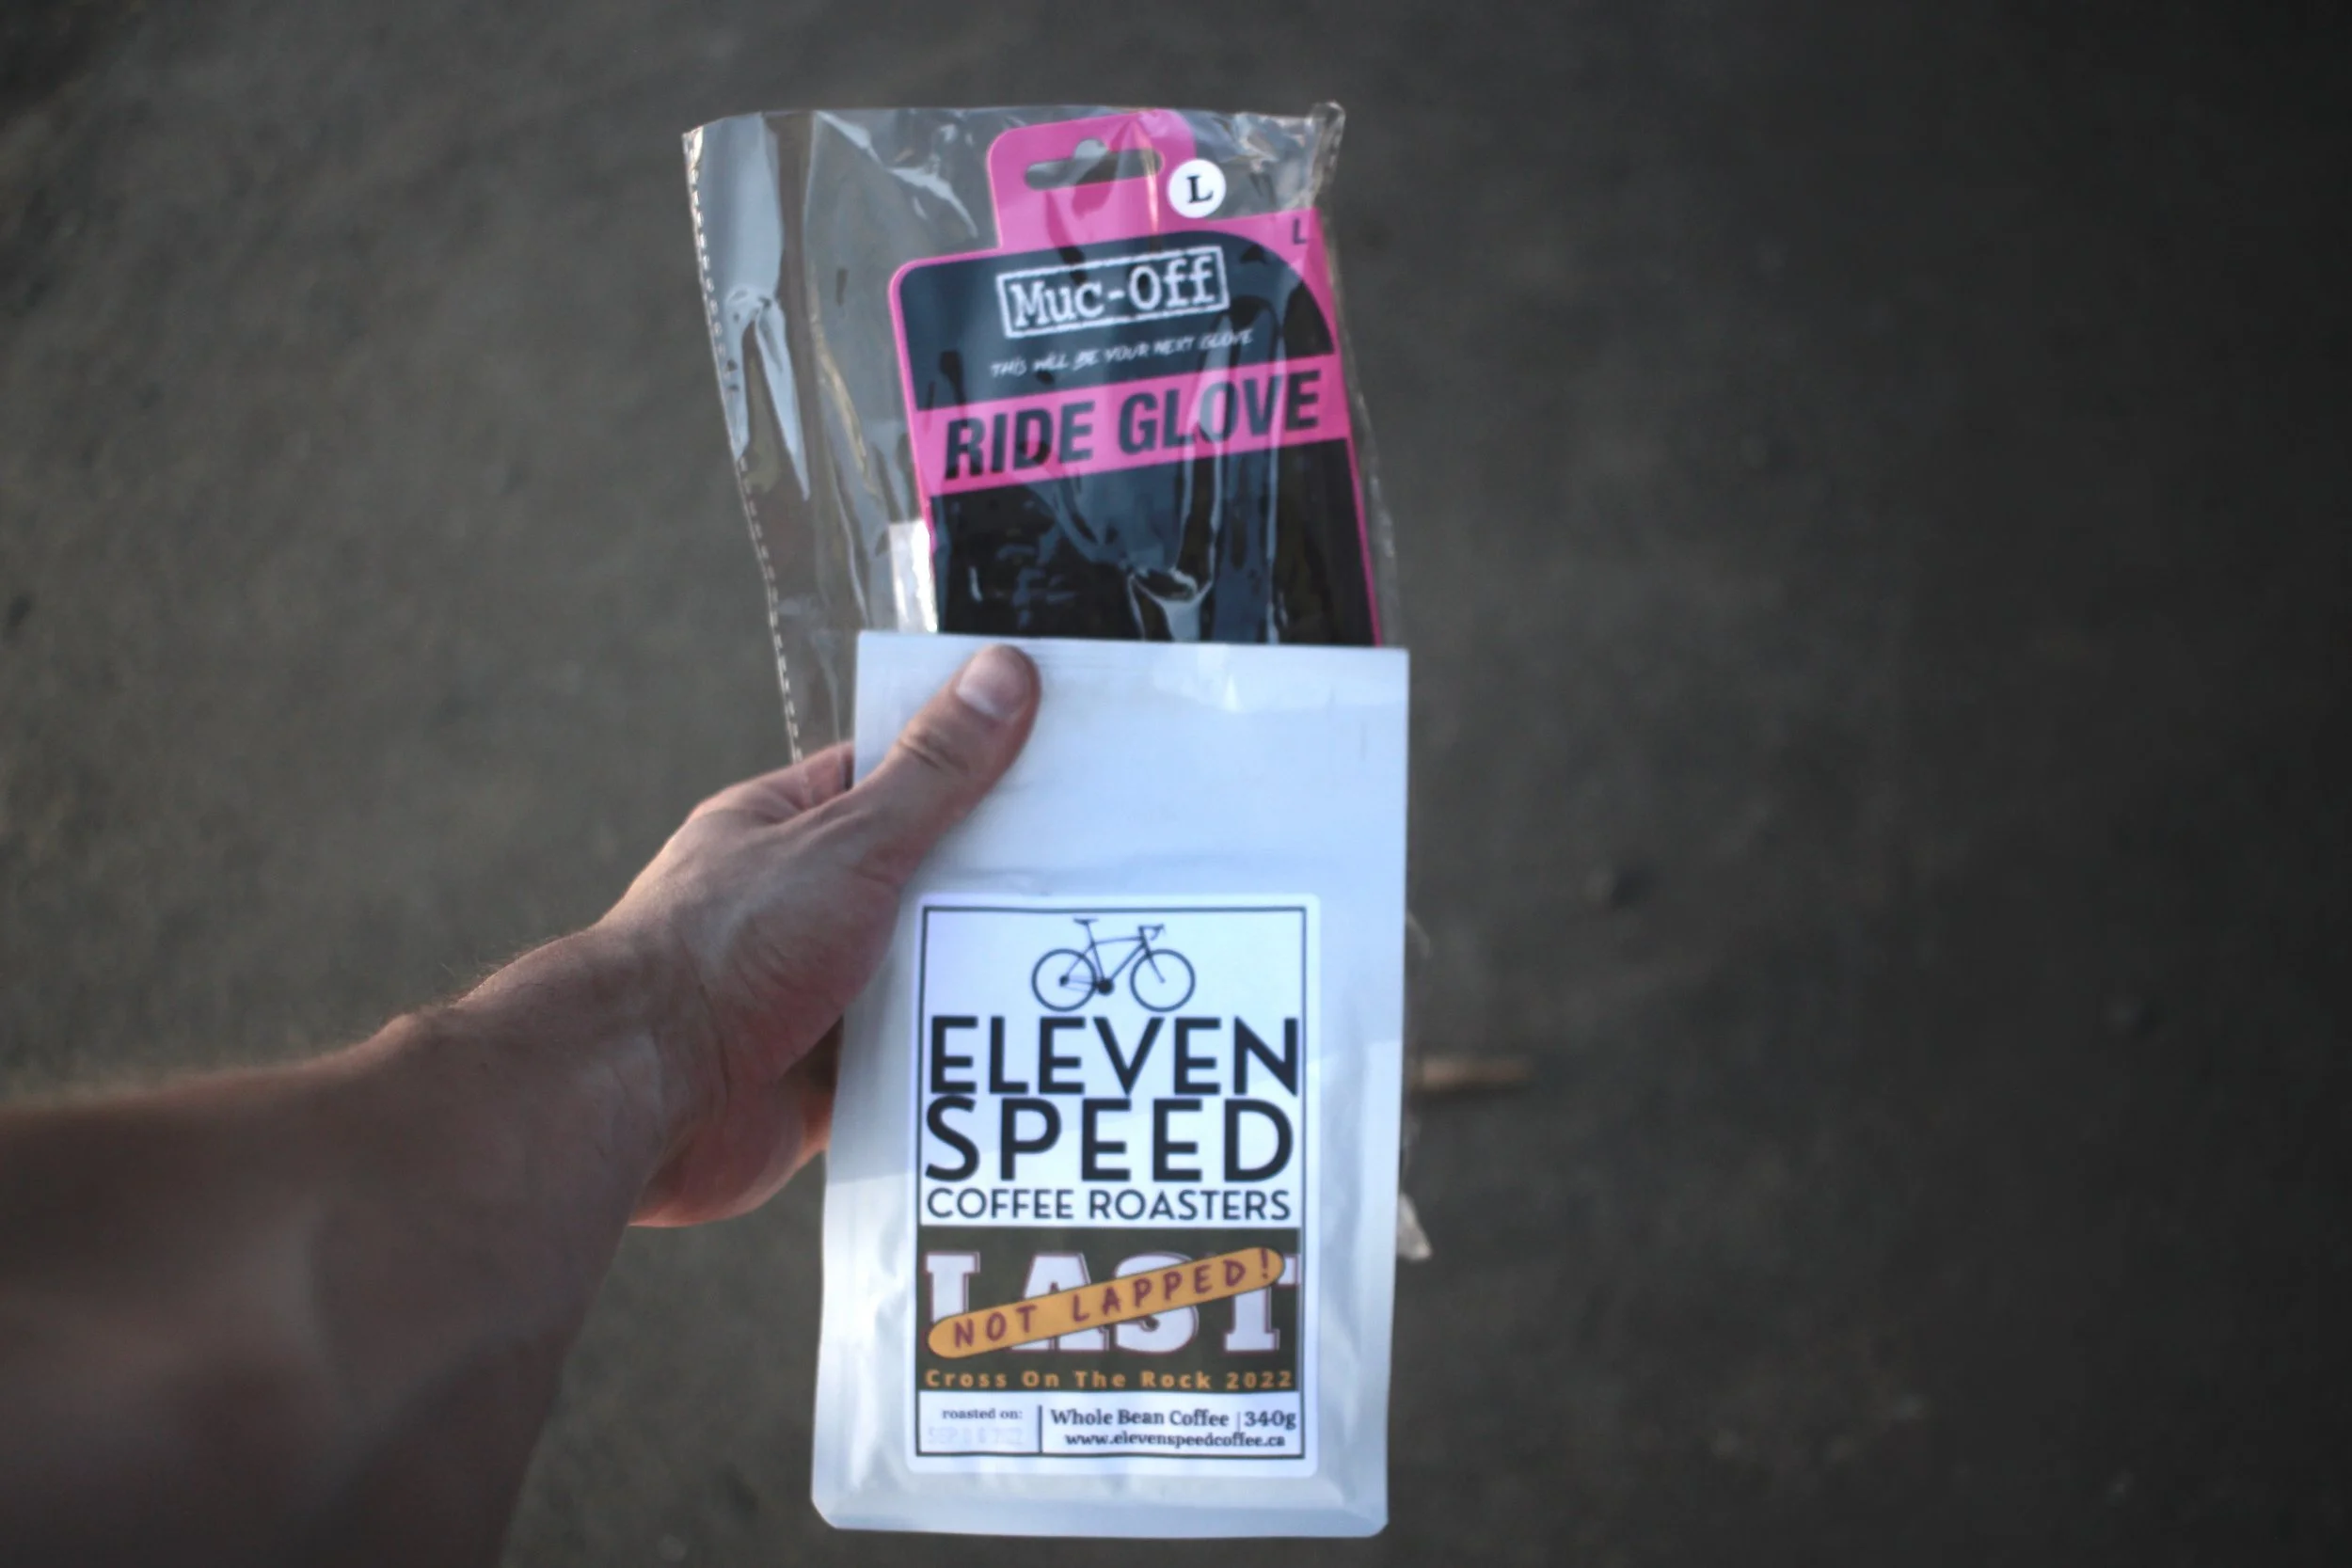 L
L
Muc-Off
THIS WILL BE YOUR NEXT GLOVE
RIDE GLOVE
ELEVEN
SPEED
COFFEE ROASTERS
LAST
NOT LAPPED!
Cross On The Rock 2022
roasted on:
SEP
Whole Bean Coffee | 340g
www.elevenspeedcoffee.ca